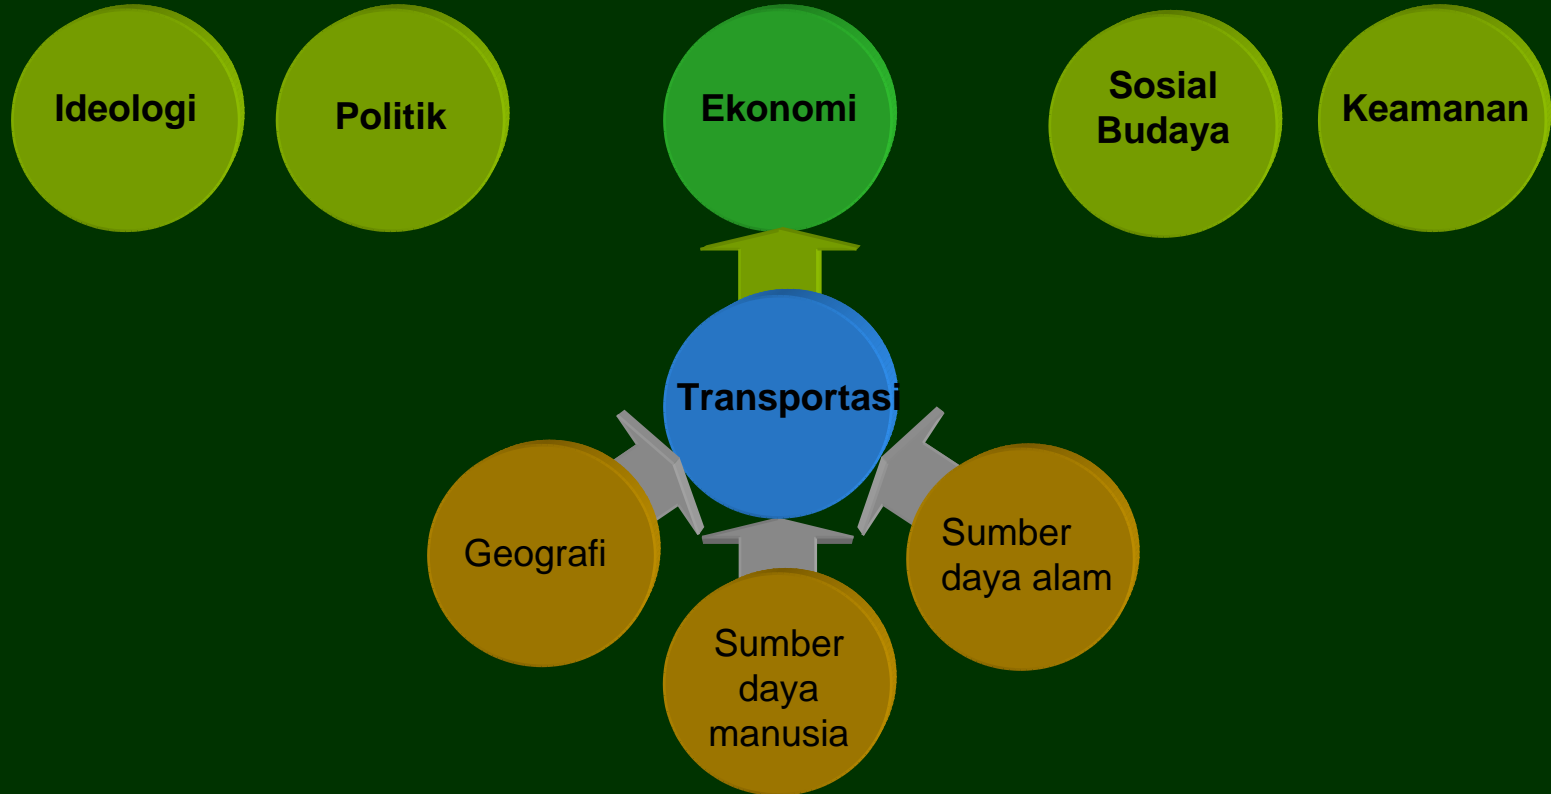 Ideologi
Politik
Ekonomi
Sosial
Budaya
Keamanan
Transportasi
Geografi
Sumber
daya alam
Sumber
daya
manusia